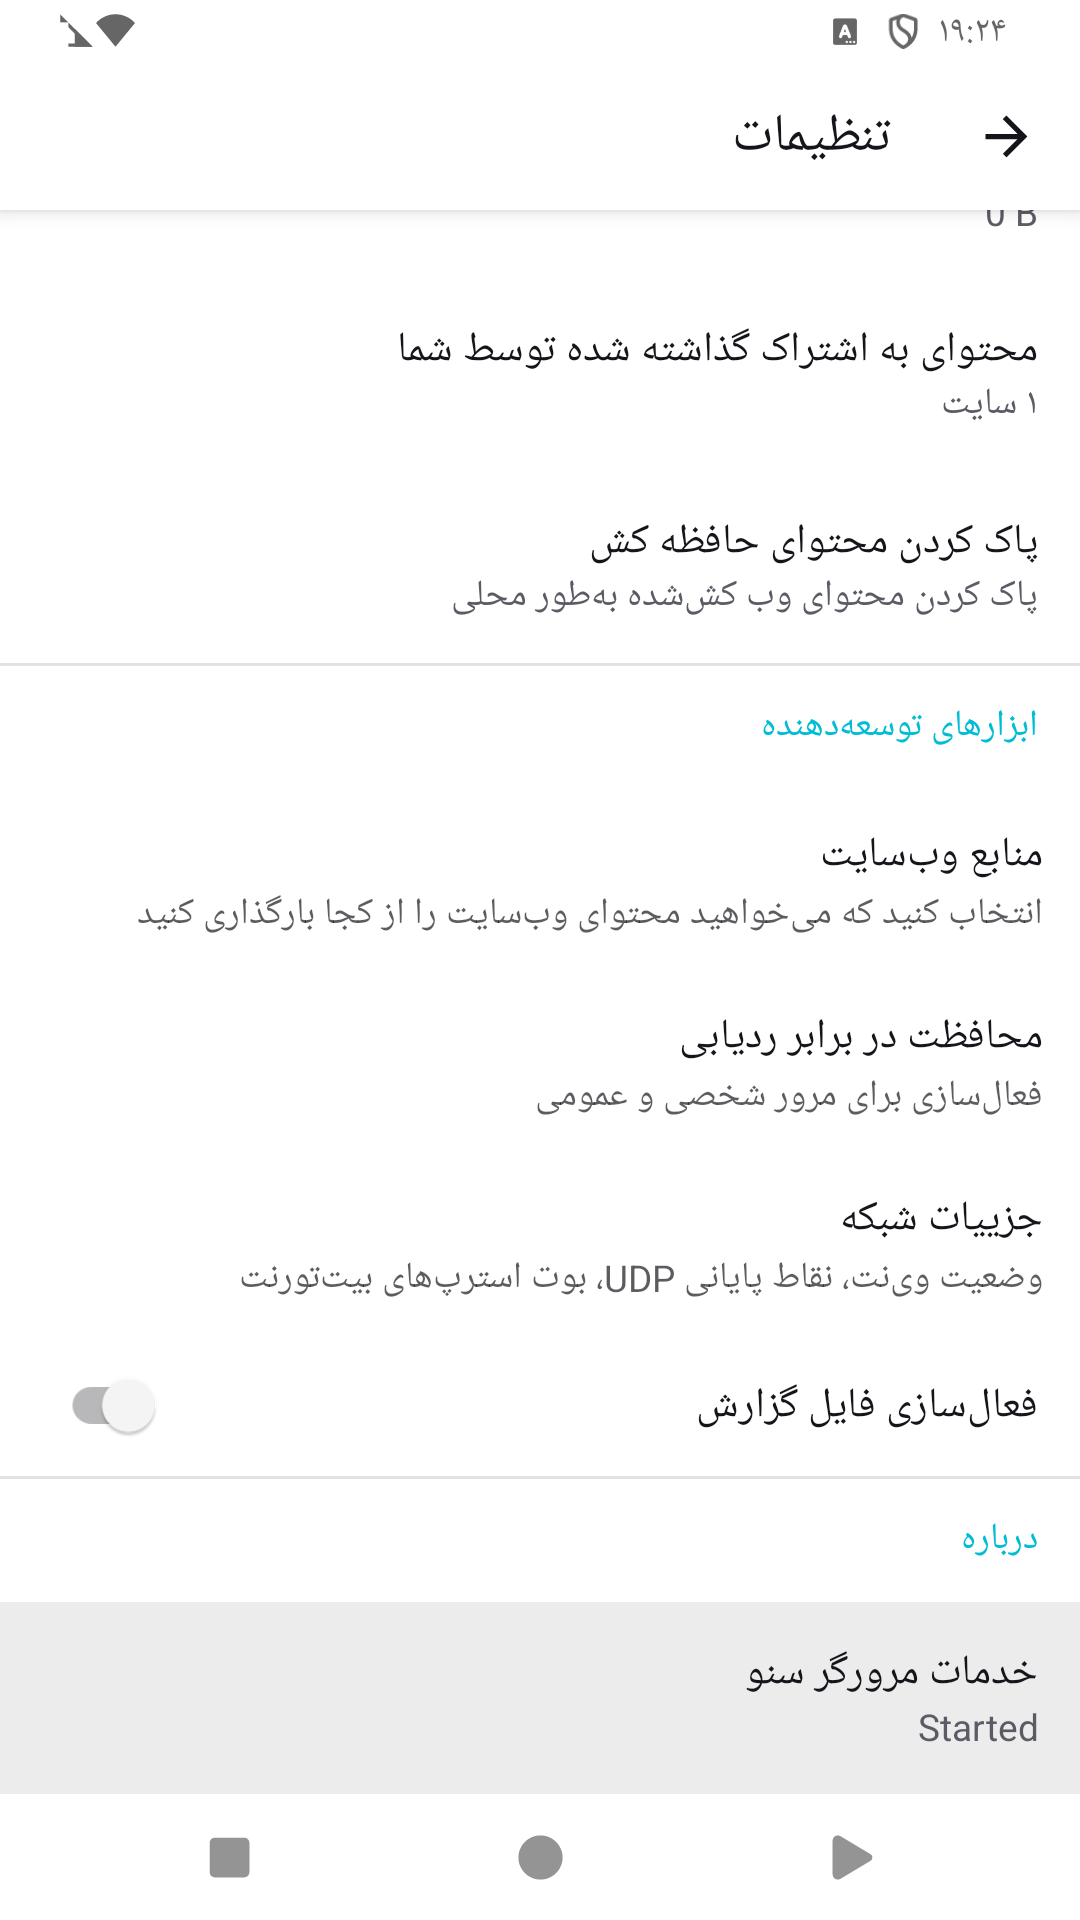 ۱۹:۲۴
تنظیمات
0 B
محتوای به اشتراک گذاشته شده توسط شما
۱ سایت
پاک کردن محتوای حافظه کش
پاک کردن محتوای وب کش‌شده به‌طور محلی
ابزارهای توسعه‌دهنده
منابع وب‌سایت
انتخاب کنید که می‌خواهید محتوای وب‌سایت را از کجا بارگذاری کنید
محافظت در برابر ردیابی
فعال‌سازی برای مرور شخصی و عمومی
جزییات شبکه
وضعیت وی‌نت، نقاط پایانی UDP، بوت استرپ‌های بیت‌تورنت
فعال‌سازی فایل گزارش
درباره
خدمات مرورگر سنو
Started